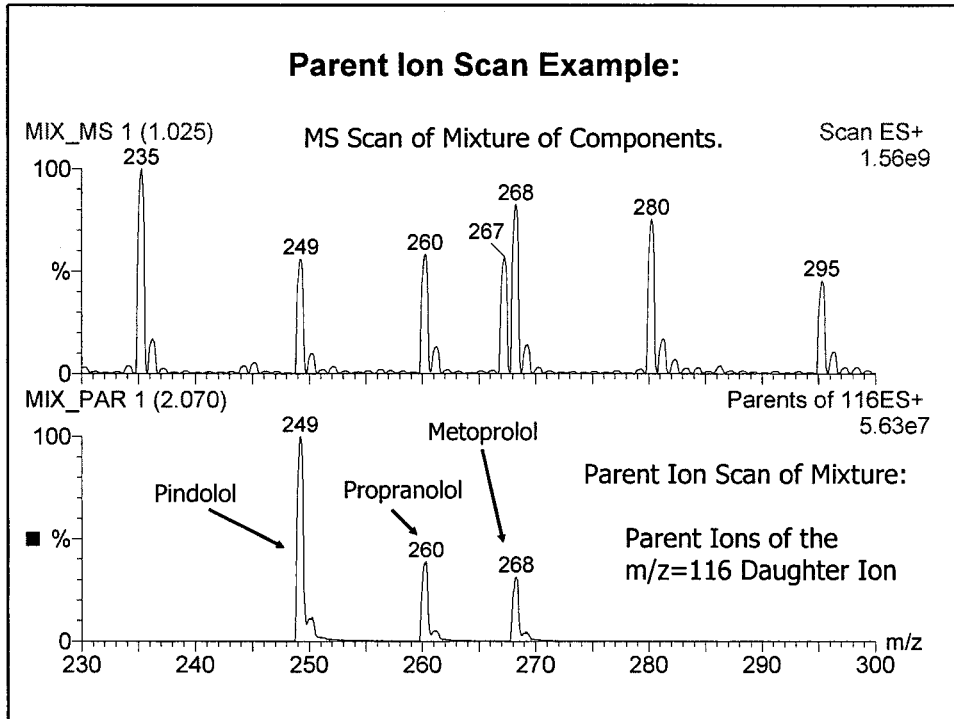 Parent Ion Scan Example:
MIX_MS 1 (1.025)
MS Scan of Mixture of Components.
Scan ES+
1.56e9
235
100
268
280
249
260
267
%
295
0
MIX_PAR 1 (2.070)
Parents of 116ES+
5.63e7
249
100
Metoprolol
Parent Ion Scan of Mixture:
Pindolol
Propranolol
%
260
268
Parent Ions of the
m/z=116 Daughter Ion
0
m/z
230 240 250 260 270 280 290 300